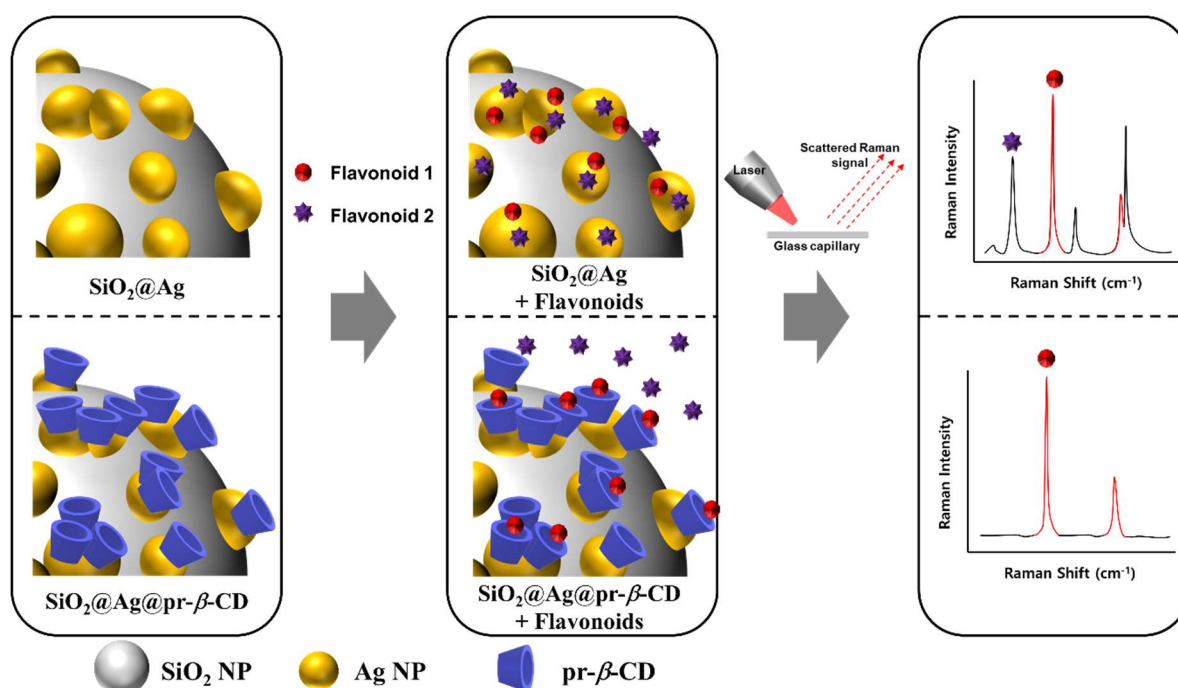 SiO₂@Ag
Flavonoid 1
Flavonoid 2
SiO₂@Ag
+ Flavonoids
Laser
Scattered Raman
signal
Glass capillary
Raman Intensity
Raman Shift (cm⁻¹)
SiO₂@Ag@pr-β-CD
SiO₂@Ag@pr-β-CD
+ Flavonoids
Raman Intensity
Raman Shift (cm⁻¹)
SiO₂ NP
Ag NP
pr-β-CD